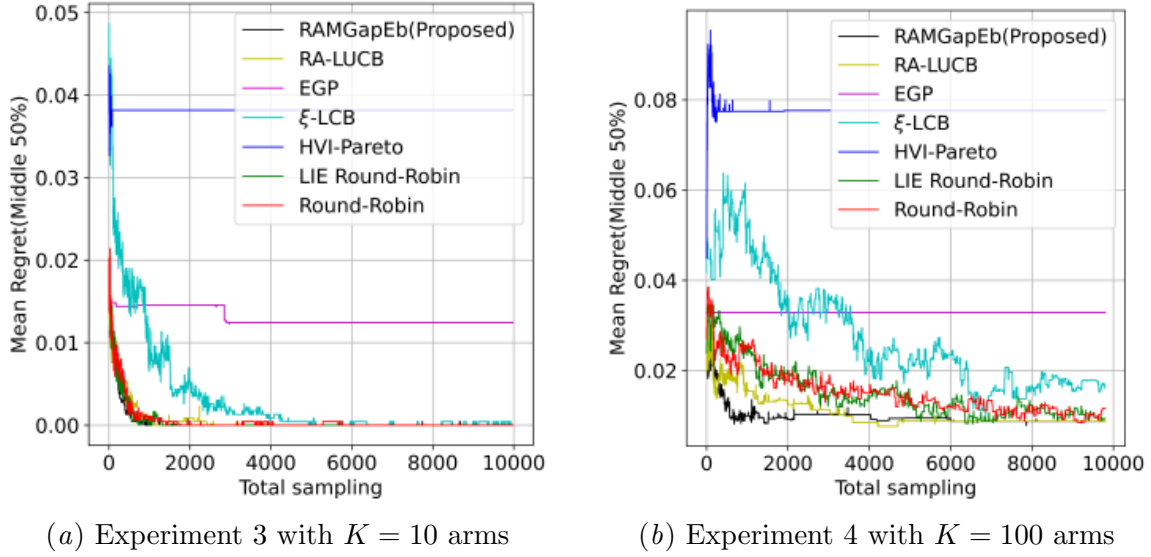 0.05
0.04
0.03
0.02
0.01
0.00
Mean Regret(Middle 50%)
RAMGapEb(Proposed)
RA-LUCB
EGP
ξ-LCB
HVI-Pareto
LIE Round-Robin
Round-Robin
0 2000 4000 6000 8000 10000
Total sampling
(a) Experiment 3 with K = 10 arms
0.08
0.06
0.04
0.02
Mean Regret(Middle 50%)
RAMGapEb(Proposed)
RA-LUCB
EGP
ξ-LCB
HVI-Pareto
LIE Round-Robin
Round-Robin
0 2000 4000 6000 8000 10000
Total sampling
(b) Experiment 4 with K = 100 arms